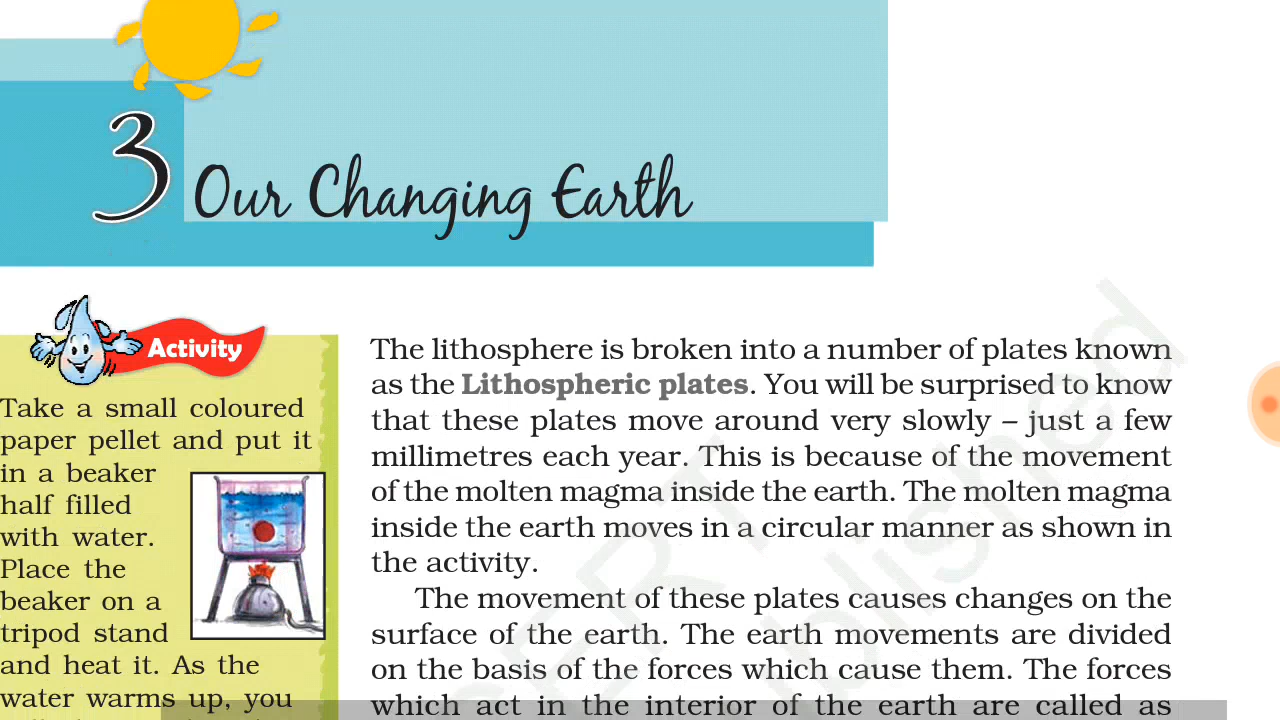 3 Our Changing Earth
Activity
Take a small coloured
paper pellet and put it
in a beaker
half filled
with water.
Place the
beaker on a
tripod stand
and heat it. As the
water warms up, you
The lithosphere is broken into a number of plates known
as the Lithospheric plates. You will be surprised to know
that these plates move around very slowly – just a few
millimetres each year. This is because of the movement
of the molten magma inside the earth. The molten magma
inside the earth moves in a circular manner as shown in
the activity.
The movement of these plates causes changes on the
surface of the earth. The earth movements are divided
on the basis of the forces which cause them. The forces
which act in the interior of the earth are called as